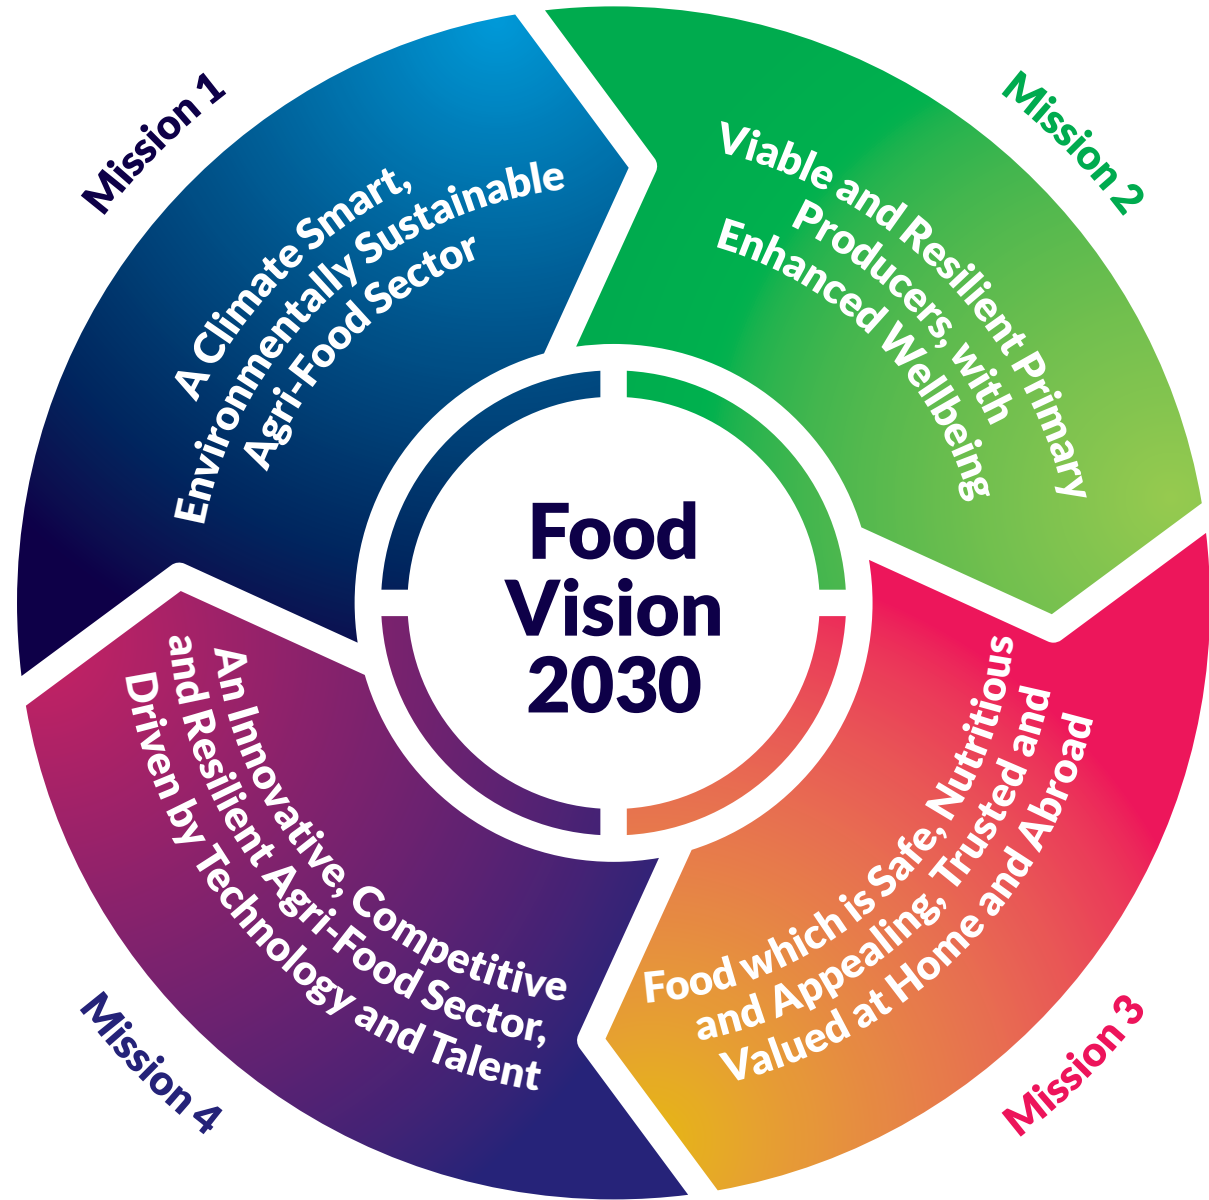 Mission 1
A Climate Smart,
Environmentally Sustainable
Agri-Food Sector
Mission 2
Viable and Resilient Primary
Producers, with
Enhanced Wellbeing
Food
Vision
2030
Mission 3
Food which is Safe, Nutritious
and Appealing, Trusted and
Valued at Home and Abroad
Mission 4
An Innovative, Competitive
and Resilient Agri-Food Sector,
Driven by Technology and Talent